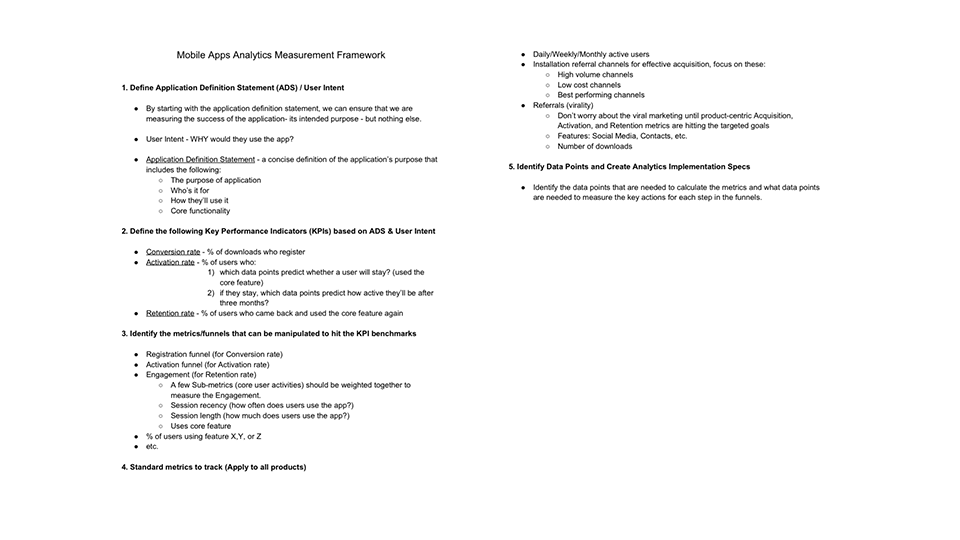 Mobile Apps Analytics Measurement Framework
1. Define Application Definition Statement (ADS) / User Intent
● By starting with the application definition statement, we can ensure that we are
measuring the success of the application- its intended purpose - but nothing else.
● User Intent - WHY would they use the app?
● Application Definition Statement - a concise definition of the application's purpose that
includes the following:
○ The purpose of application
○ Who's it for
○ How they'll use it
○ Core functionality
2. Define the following Key Performance Indicators (KPIs) based on ADS & User Intent
● Conversion rate - % of downloads who register
● Activation rate - % of users who:
1) which data points predict whether a user will stay? (used the
core feature)
2) if they stay, which data points predict how active they'll be after
three months?
● Retention rate - % of users who came back and used the core feature again
3. Identify the metrics/funnels that can be manipulated to hit the KPI benchmarks
● Registration funnel (for Conversion rate)
● Activation funnel (for Activation rate)
● Engagement (for Retention rate)
○ A few Sub-metrics (core user activities) should be weighted together to
measure the Engagement.
○ Session recency (how often does users use the app?)
○ Session length (how much does users use the app?)
○ Uses core feature
● % of users using feature X,Y, or Z
● etc.
4. Standard metrics to track (Apply to all products)
● Daily/Weekly/Monthly active users
● Installation referral channels for effective acquisition, focus on these:
○ High volume channels
○ Low cost channels
○ Best performing channels
● Referrals (virality)
○ Don't worry about the viral marketing until product-centric Acquisition,
Activation, and Retention metrics are hitting the targeted goals
○ Features: Social Media, Contacts, etc.
○ Number of downloads
5. Identify Data Points and Create Analytics Implementation Specs
● Identify the data points that are needed to calculate the metrics and what data points
are needed to measure the key actions for each step in the funnels.